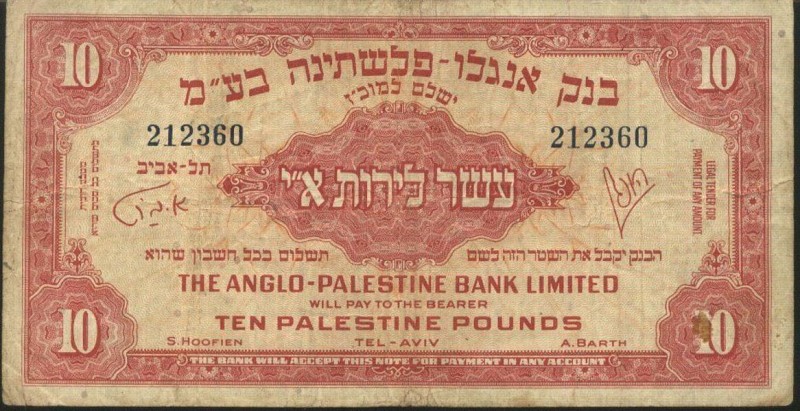 10
10
בנק אנגלו-פלשתינה בע"מ
ישלם למוכ"ז
212360
212360
תל-אביב
עשר לירות א"י
LEGAL TENDER FOR
PAYMENT OF ANY AMOUNT
הבנק יקבל את השטר הזה לשם
תשלום בכל חשבון שהוא
THE ANGLO-PALESTINE BANK LIMITED
WILL PAY TO THE BEARER
TEN PALESTINE POUNDS
S. HOOFIEN TEL-AVIV A. BARTH
THE BANK WILL ACCEPT THIS NOTE FOR PAYMENT IN ANY ACCOUNT
10
10